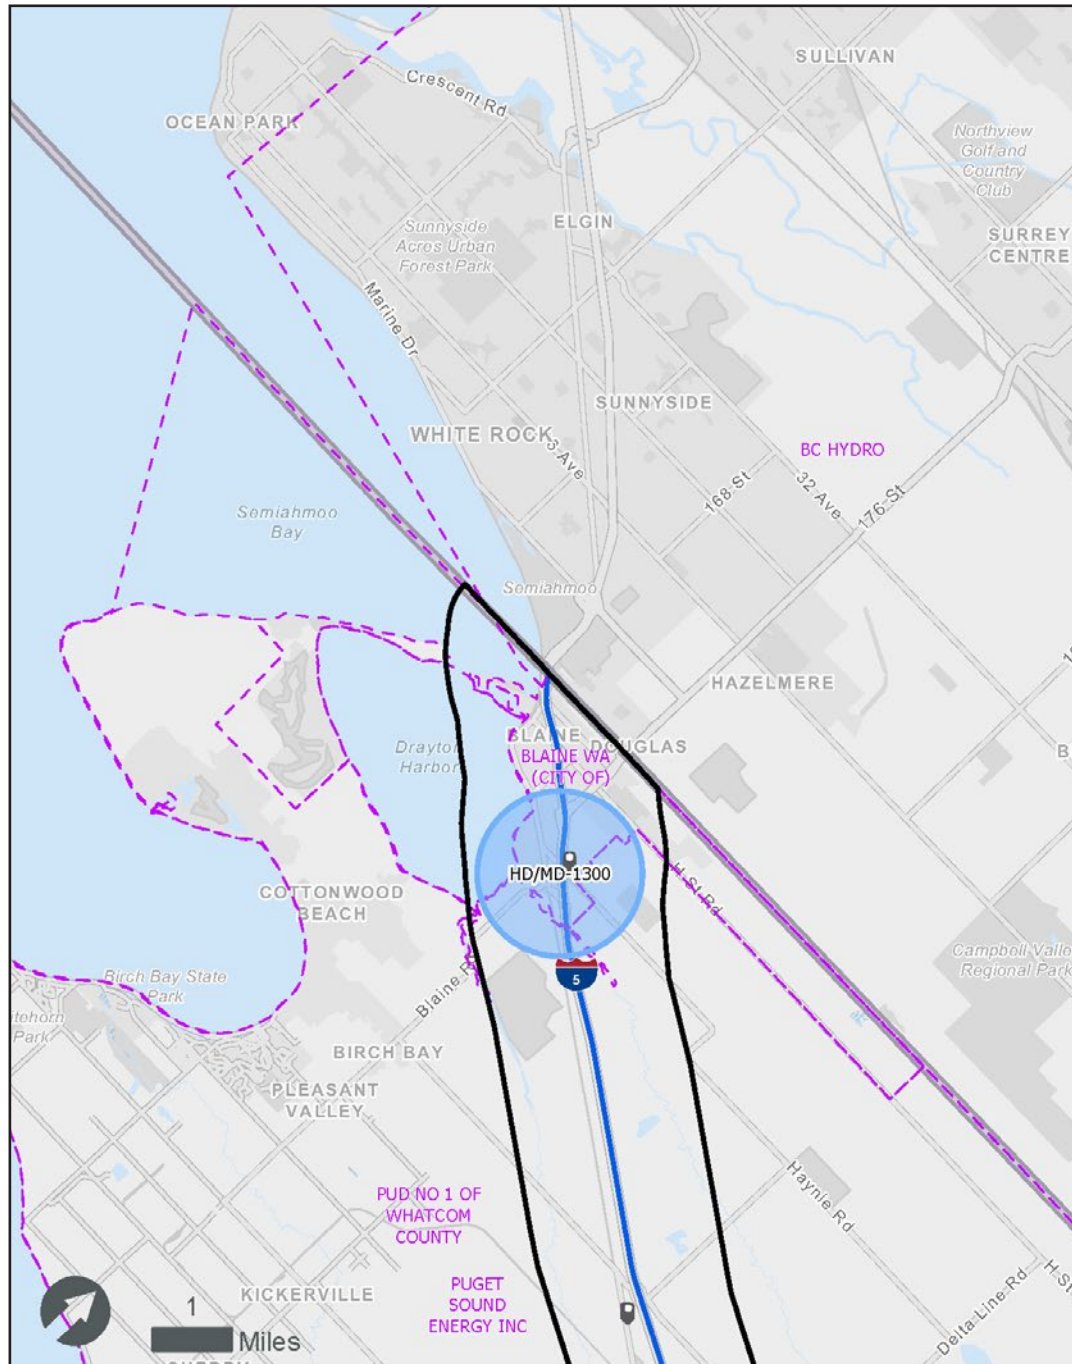 SULLIVAN
Crescent Rd
OCEAN PARK
Northview
Golf and
Country
Club
ELGIN
Sunnyside
Acres Urban
Forest Park
SURREY
CENTRE
Marine Dr
SUNNYSIDE
WHITE ROCK
BC HYDRO
168 St
32 Ave
176 St
Semiahmoo
Bay
Semiahmoo
HAZELMERE
BLAINE
DOUGLAS
Drayton
Harbor
BLAINE WA
(CITY OF)
HD/MD-1300
H St Rd
COTTONWOOD
BEACH
Birch Bay State
Park
Park
Blaine Rd
5
Regional Park
BIRCH BAY
PLEASANT
VALLEY
PUD NO 1 OF
WHATCOM
COUNTY
Haynie Rd
KICKERVILLE
PUGET
SOUND
ENERGY INC
H St
Delta-Line Rd
1
Miles